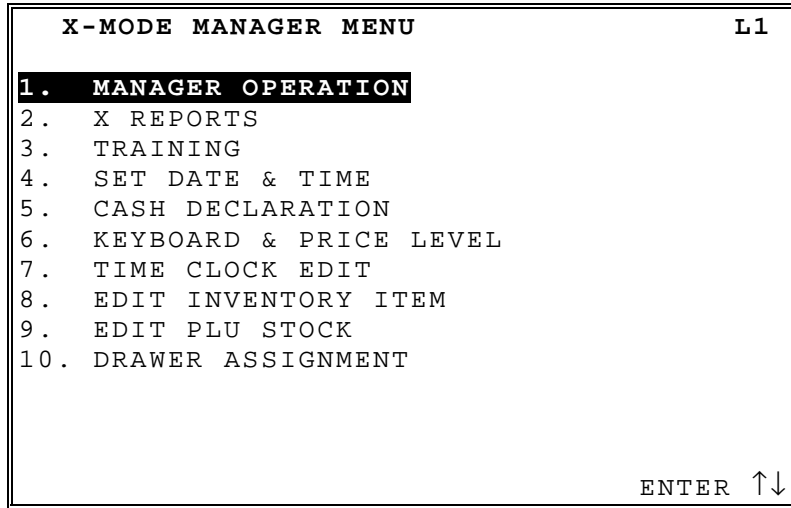 X-MODE MANAGER MENU L1
1. MANAGER OPERATION
2. X REPORTS
3. TRAINING
4. SET DATE & TIME
5. CASH DECLARATION
6. KEYBOARD & PRICE LEVEL
7. TIME CLOCK EDIT
8. EDIT INVENTORY ITEM
9. EDIT PLU STOCK
10. DRAWER ASSIGNMENT
ENTER ↑↓